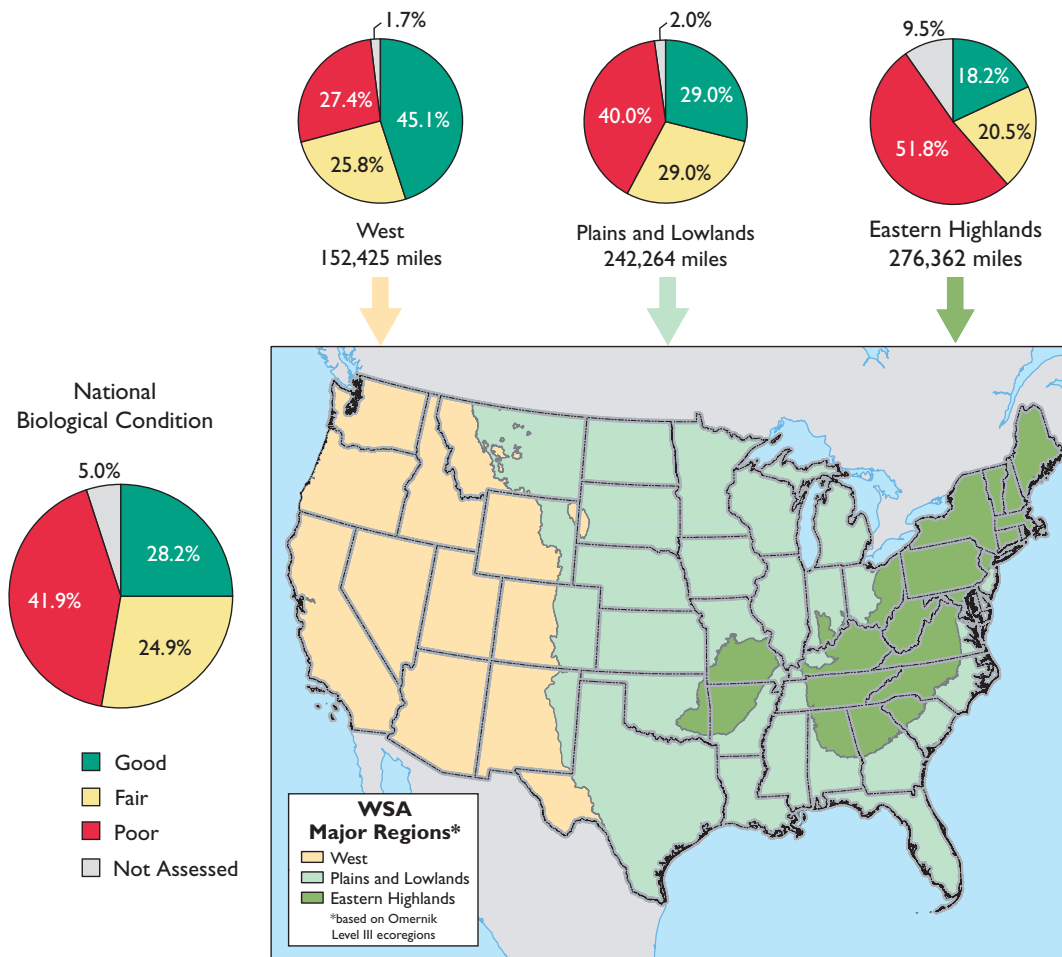 1.7%
27.4%
45.1%
25.8%
West
152,425 miles
2.0%
40.0%
29.0%
29.0%
Plains and Lowlands
242,264 miles
9.5%
18.2%
51.8%
20.5%
Eastern Highlands
276,362 miles
National
Biological Condition
5.0%
28.2%
41.9%
24.9%
Good
Fair
Poor
Not Assessed
WSA
Major Regions*
West
Plains and Lowlands
Eastern Highlands
*based on Omernik
Level III ecoregions